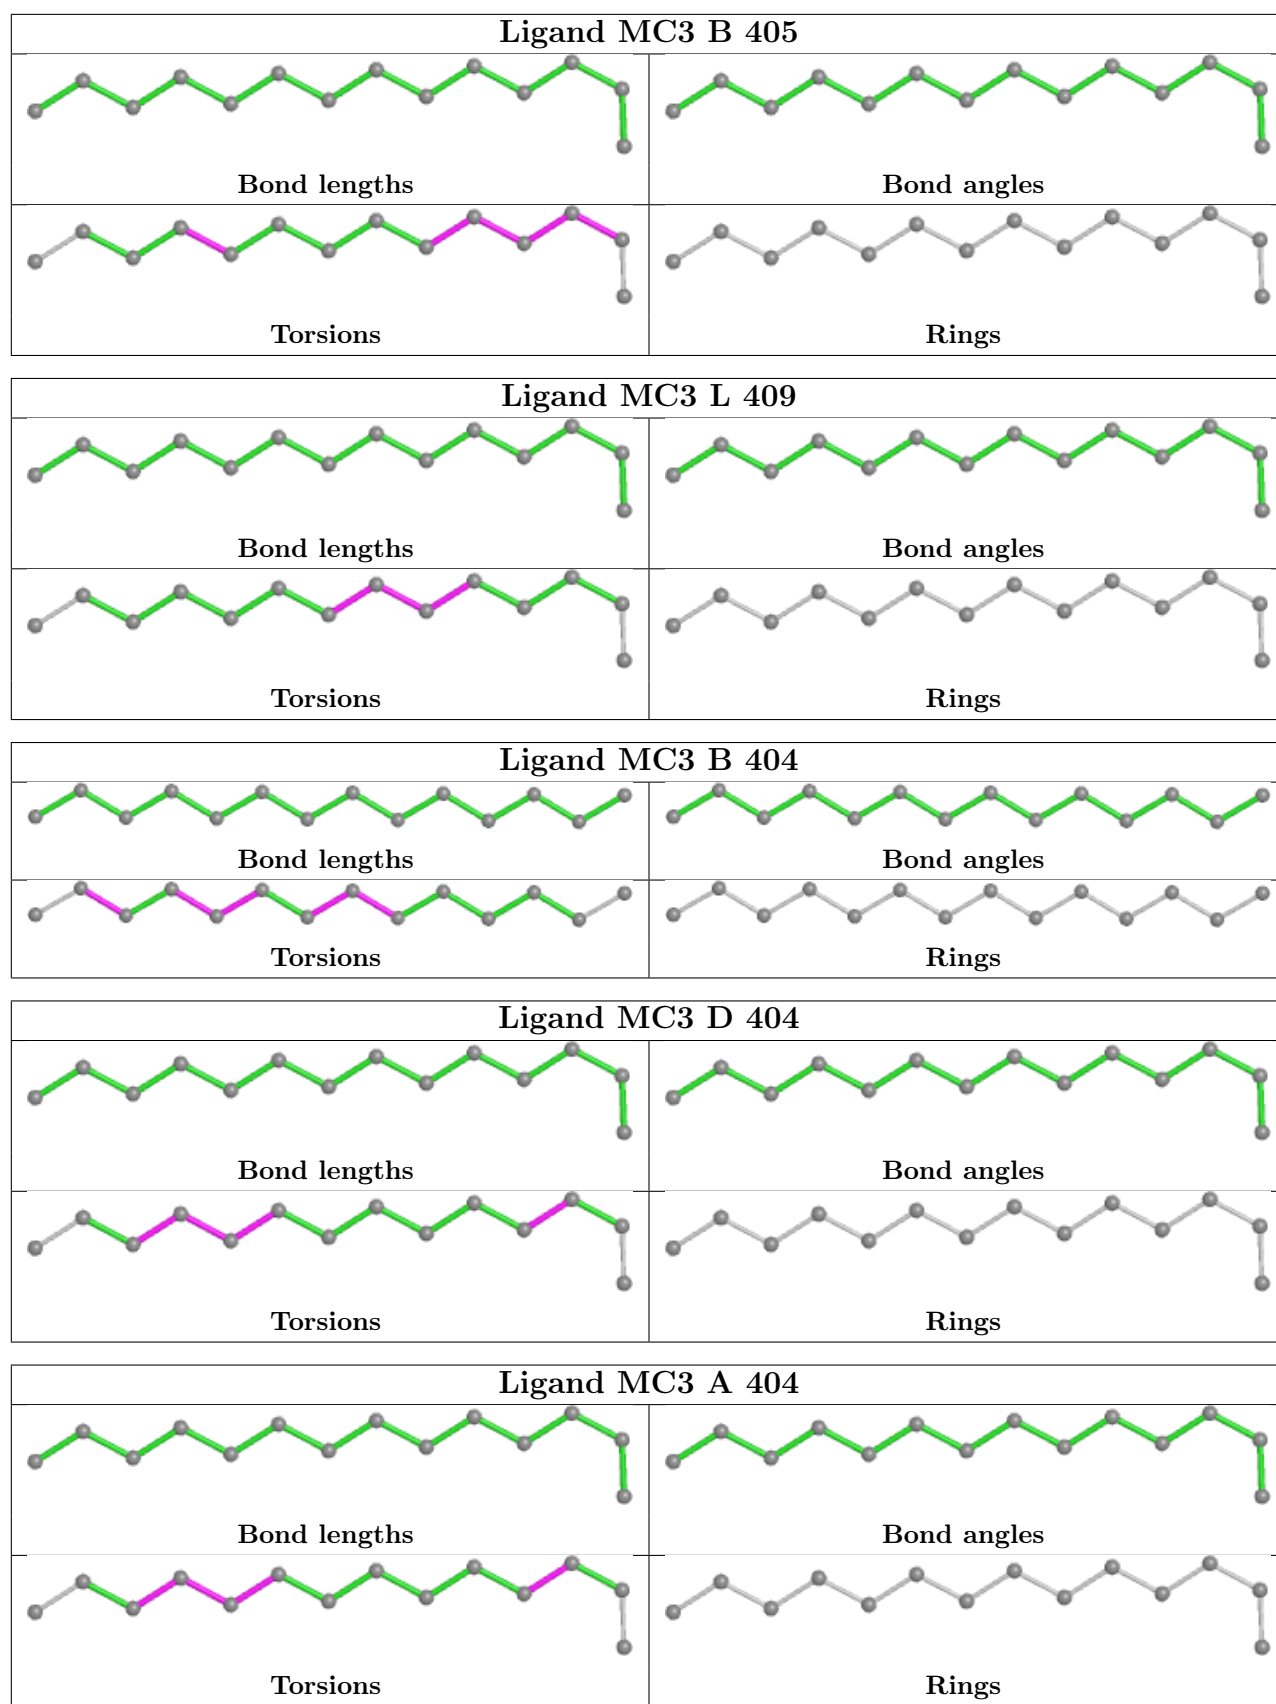 Ligand MC3 B 405
Bond lengths
Bond angles
Torsions
Rings
Ligand MC3 L 409
Bond lengths
Bond angles
Torsions
Rings
Ligand MC3 B 404
Bond lengths
Bond angles
Torsions
Rings
Ligand MC3 D 404
Bond lengths
Bond angles
Torsions
Rings
Ligand MC3 A 404
Bond lengths
Bond angles
Torsions
Rings